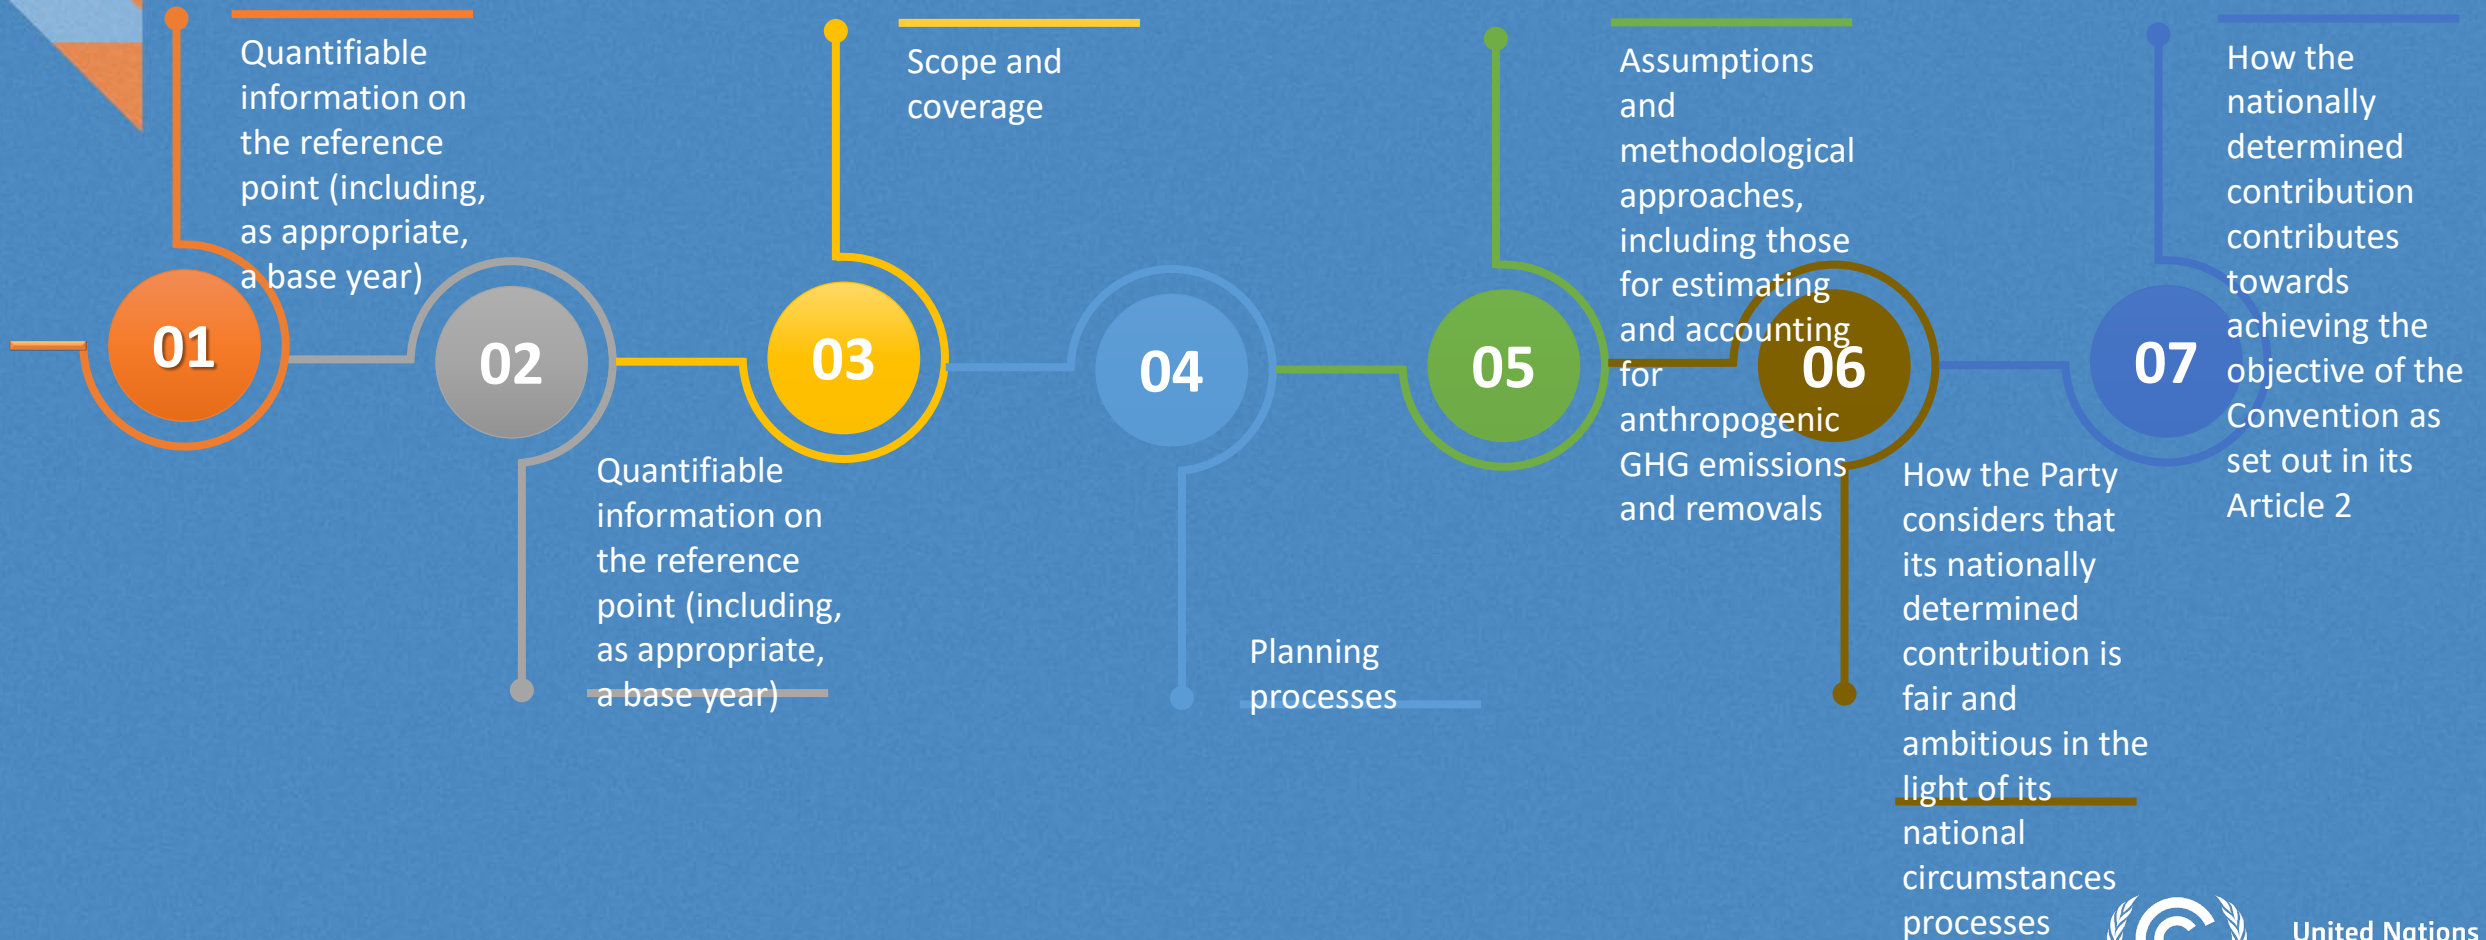 01
Quantifiable
information on
the reference
point (including,
as appropriate,
a base year)
02
Quantifiable
information on
the reference
point (including,
as appropriate,
a base year)
03
Scope and
coverage
04
Planning
processes
05
Assumptions
and
methodological
approaches,
including those
for estimating
and accounting
for
anthropogenic
GHG emissions
and removals
06
How the Party
considers that
its nationally
determined
contribution is
fair and
ambitious in the
light of its
national
circumstances
processes
07
How the
nationally
determined
contribution
contributes
towards
achieving the
objective of the
Convention as
set out in its
Article 2
United Nations